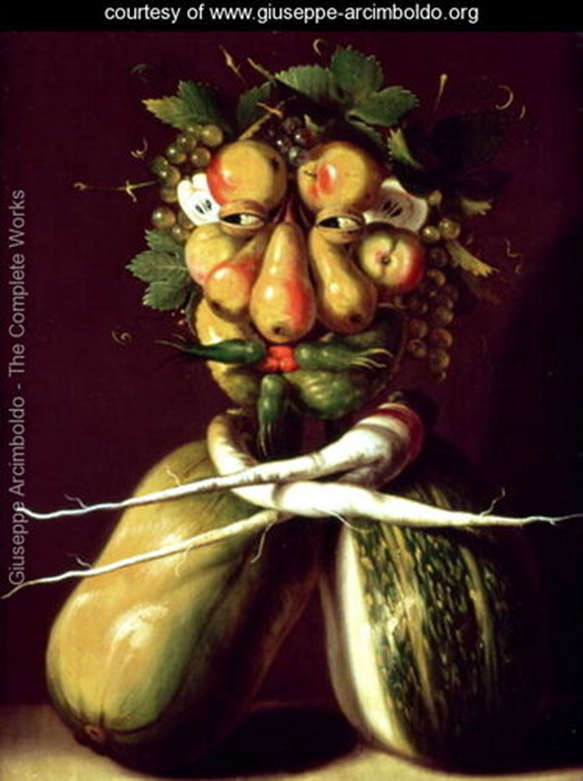 courtesy of www.giuseppe-arcimboldo.org
Giuseppe Arcimboldo - The Complete Works